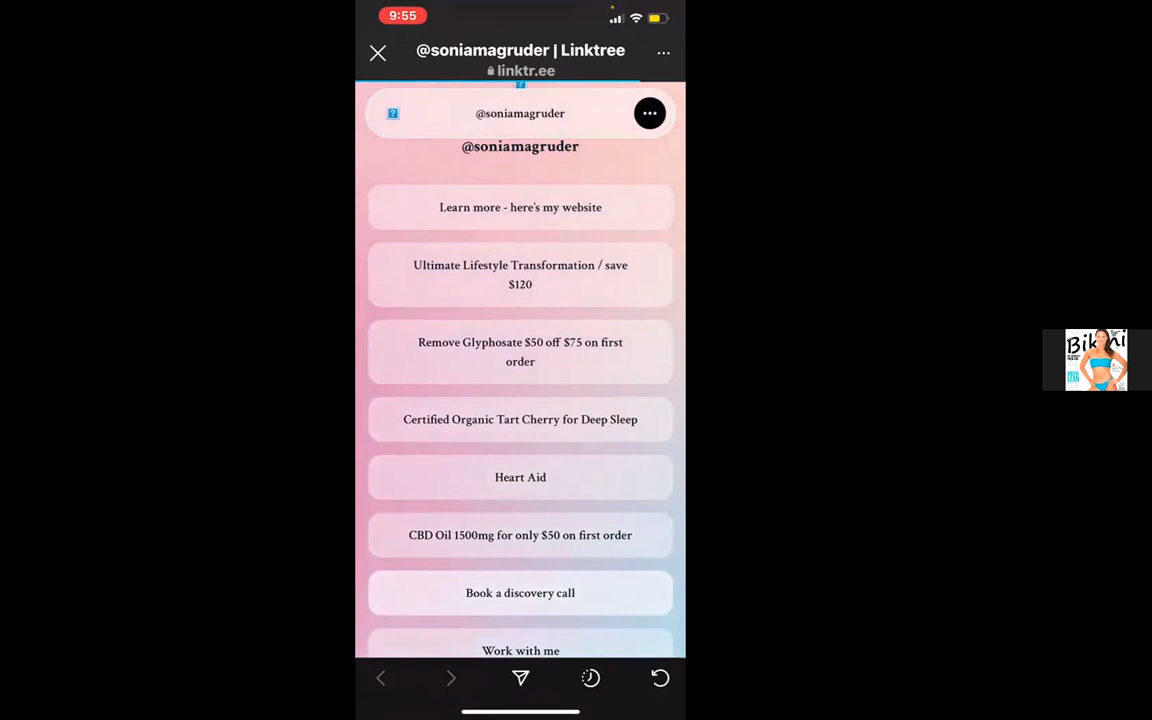 9:55
@soniamagruder | Linktree
linktr.ee
@soniamagruder
@soniamagruder
Learn more - here's my website
Ultimate Lifestyle Transformation / save
$120
Remove Glyphosate $50 off $75 on first
order
Certified Organic Tart Cherry for Deep Sleep
Heart Aid
CBD Oil 1500mg for only $50 on first order
Book a discovery call
Work with me
Bikini